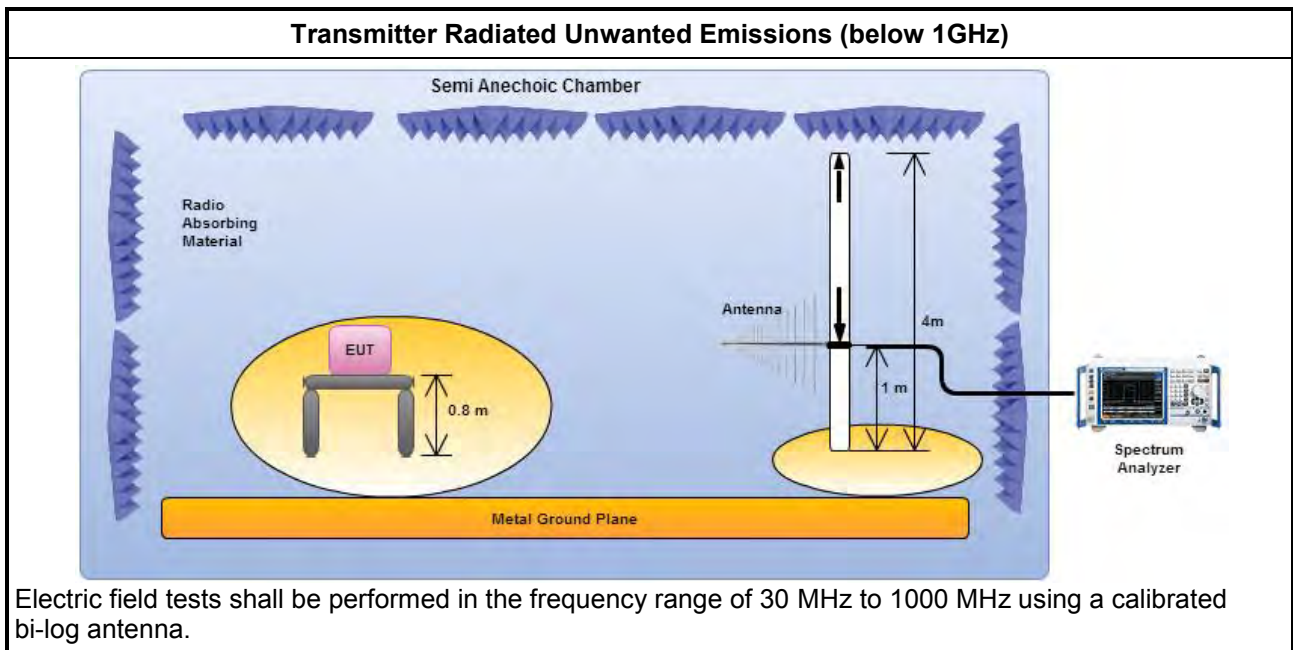 Transmitter Radiated Unwanted Emissions (below 1GHz)
Semi Anechoic Chamber
Radio
Absorbing
Material
Antenna
4m
EUT
1 m
0.8 m
Spectrum
Analyzer
Metal Ground Plane
Electric field tests shall be performed in the frequency range of 30 MHz to 1000 MHz using a calibrated
bi-log antenna.